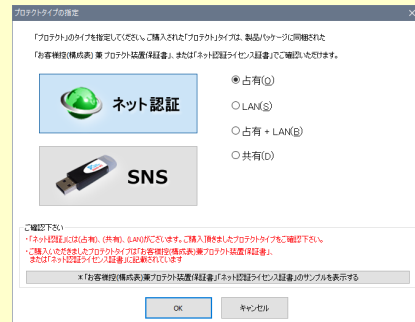 プロテクトタイプの指定
「プロテクト」のタイプを指定してください。ご購入された「プロテクト」タイプは、製品パッケージに同梱された
「お客様控(構成表) 兼 プロテクト装置保証書」、または「ネット認証ライセンス証書」でご確認いただけます。
ネット認証
SNS
占有(O)
LAN(S)
占有 + LAN(B)
共有(D)
ご確認下さい
・「ネット認証」には(占有)、(共有)、(LAN)がございます。ご購入頂きましたプロテクトタイプをご確認下さい。
・ご購入いただきましたプロテクトタイプは「お客様控(構成表)兼プロテクト装置保証書」、
または「ネット認証ライセンス証書」に記載されています
＊「お客様控(構成表)兼プロテクト装置保証書」「ネット認証ライセンス証書」のサンプルを表示する
OK
キャンセル